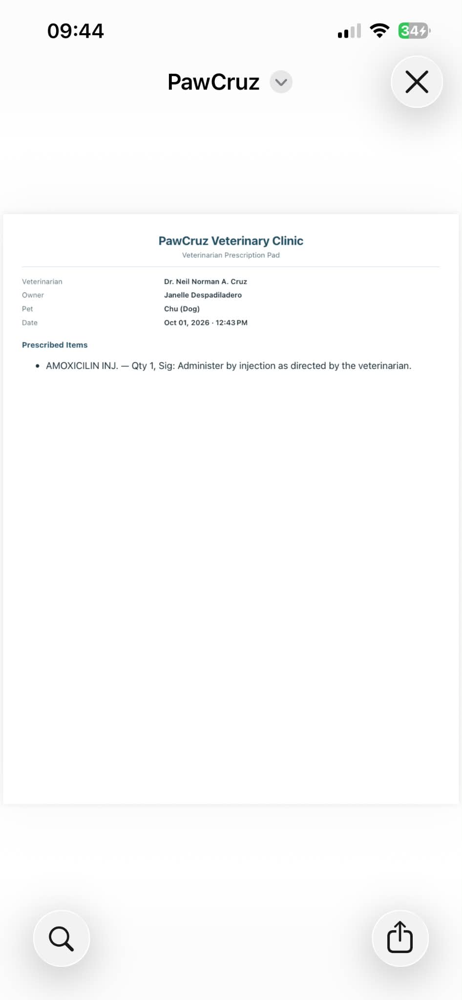 09:44
34
PawCruz
PawCruz Veterinary Clinic
Veterinarian Prescription Pad
Veterinarian Dr. Neil Norman A. Cruz
Owner Janelle Despadiladero
Pet Chu (Dog)
Date Oct 01, 2026 · 12:43 PM
Prescribed Items
• AMOXICILIN INJ. — Qty 1, Sig: Administer by injection as directed by the veterinarian.